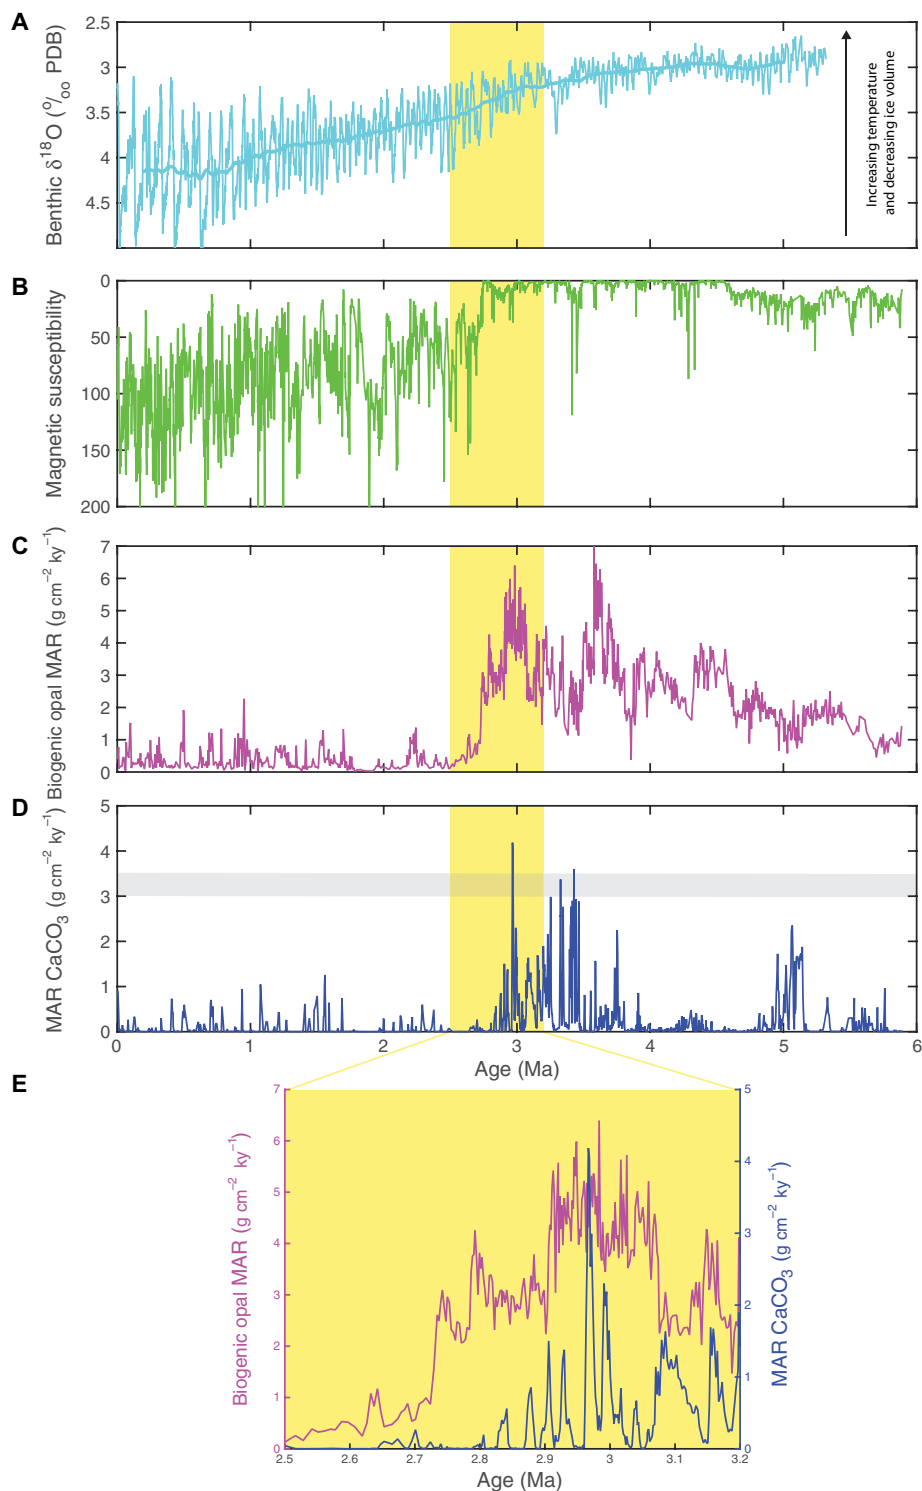 A
2.5
3
3.5
4
4.5
Benthic δ18O (o/oo PDB)
Increasing temperature
and decreasing ice volume
B
0
50
100
150
200
Magnetic susceptibility
C
7
6
5
4
3
2
1
0
Biogenic opal MAR (g cm−2 ky−1)
D
5
4
3
2
1
0
MAR CaCO3 (g cm−2 ky−1)
0 1 2 3 4 5 6
Age (Ma)
E
7
6
5
4
3
2
1
0
Biogenic opal MAR (g cm−2 ky−1)
5
4
3
2
1
0
MAR CaCO3 (g cm−2 ky−1)
2.5 2.6 2.7 2.8 2.9 3 3.1 3.2
Age (Ma)